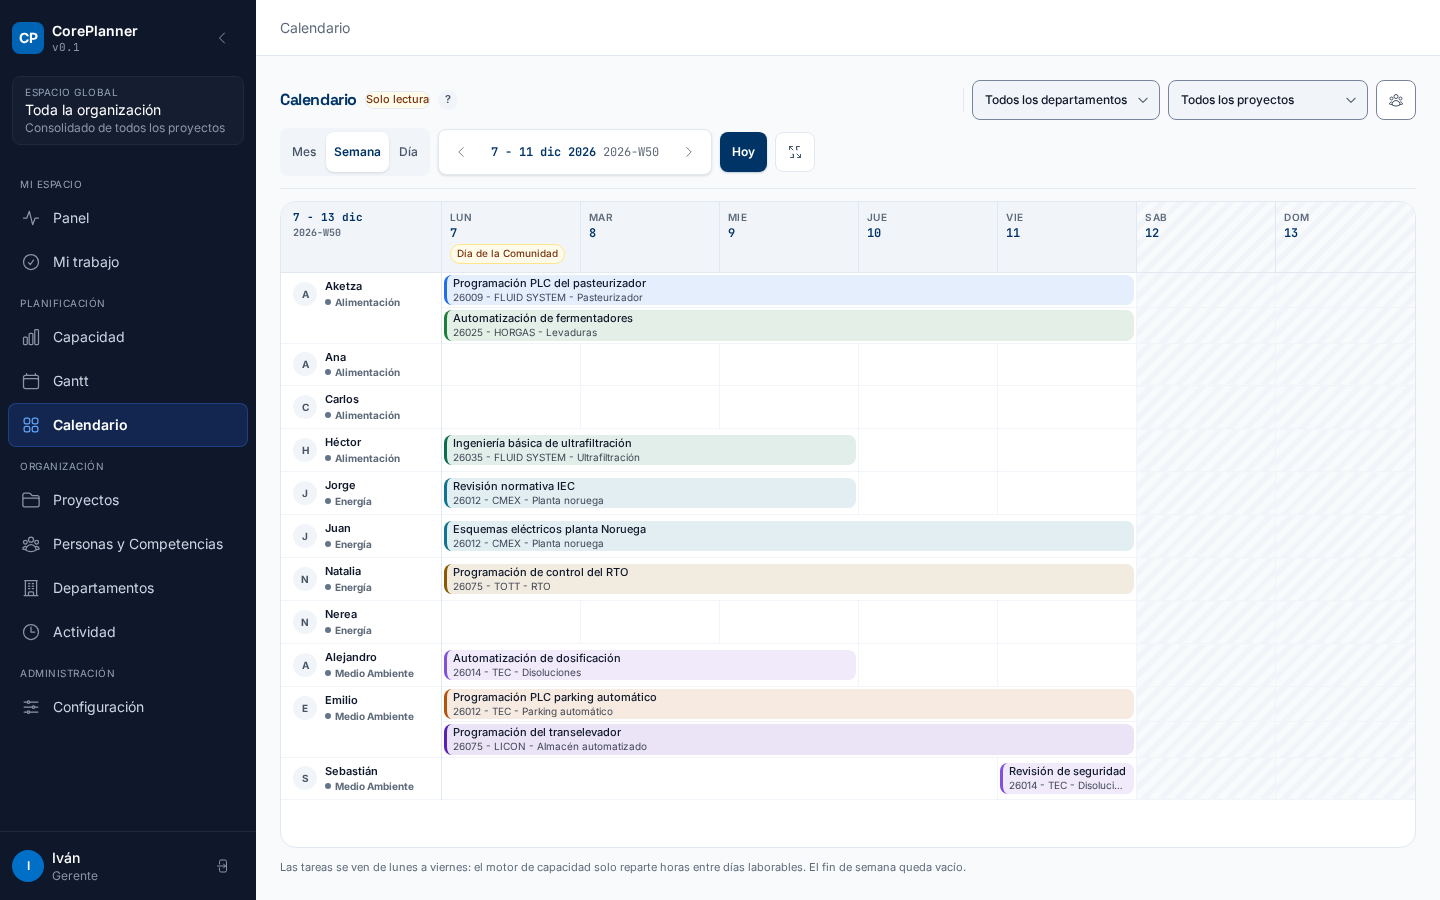 CP
CorePlanner
v0.1
ESPACIO GLOBAL
Toda la organización
Consolidado de todos los proyectos
MI ESPACIO
Panel
Mi trabajo
PLANIFICACIÓN
Capacidad
Gantt
Calendario
ORGANIZACIÓN
Proyectos
Personas y Competencias
Departamentos
Actividad
ADMINISTRACIÓN
Configuración
I
Iván
Gerente
Calendario
Calendario Solo lectura ?
Todos los departamentos
Todos los proyectos
Mes Semana Día
7 - 11 dic 2026 2026-W50
Hoy
7 - 13 dic
2026-W50
LUN
7
Día de la Comunidad
MAR
8
MIE
9
JUE
10
VIE
11
SAB
12
DOM
13
A
Aketza
Alimentación
Programación PLC del pasteurizador
26009 - FLUID SYSTEM - Pasteurizador
Automatización de fermentadores
26025 - HORGAS - Levaduras
A
Ana
Alimentación
C
Carlos
Alimentación
H
Héctor
Alimentación
Ingeniería básica de ultrafiltración
26035 - FLUID SYSTEM - Ultrafiltración
J
Jorge
Energía
Revisión normativa IEC
26012 - CMEX - Planta noruega
J
Juan
Energía
Esquemas eléctricos planta Noruega
26012 - CMEX - Planta noruega
N
Natalia
Energía
Programación de control del RTO
26075 - TOTT - RTO
N
Nerea
Energía
A
Alejandro
Medio Ambiente
Automatización de dosificación
26014 - TEC - Disoluciones
E
Emilio
Medio Ambiente
Programación PLC parking automático
26012 - TEC - Parking automático
Programación del transelevador
26075 - LICON - Almacén automatizado
S
Sebastián
Medio Ambiente
Revisión de seguridad
26014 - TEC - Disoluci...
Las tareas se ven de lunes a viernes: el motor de capacidad solo reparte horas entre días laborables. El fin de semana queda vacío.